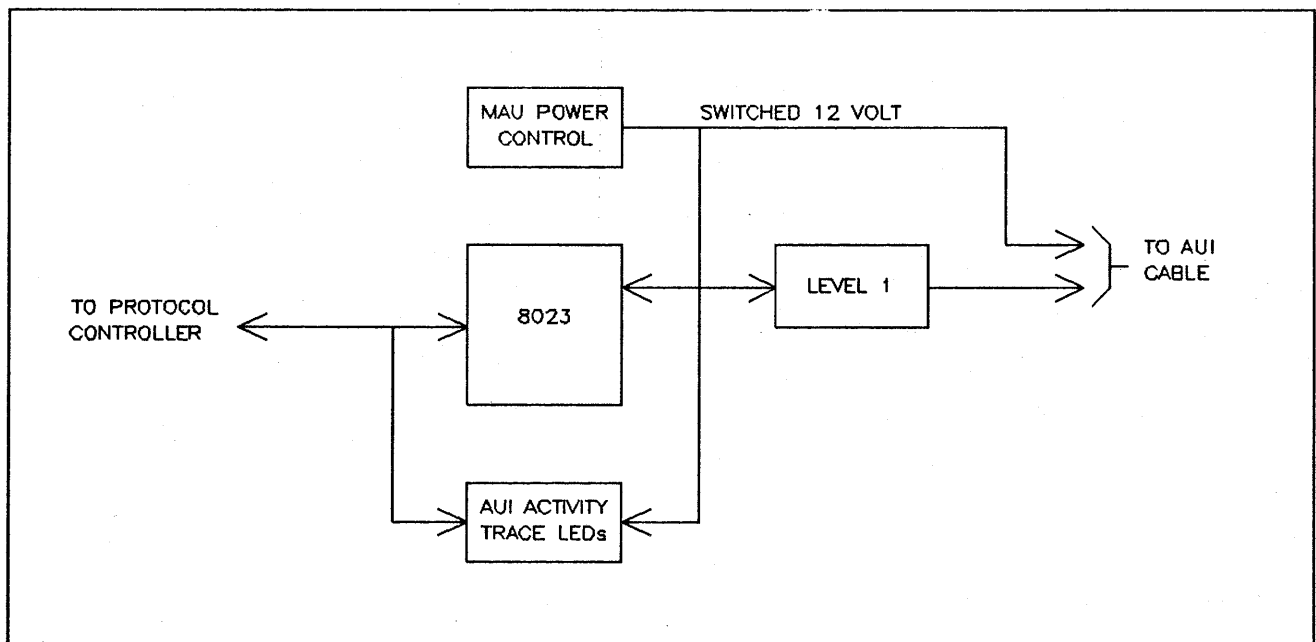 MAU POWER
CONTROL
SWITCHED 12 VOLT
TO AUI
CABLE
LEVEL 1
8023
TO PROTOCOL
CONTROLLER
AUI ACTIVITY
TRACE LEDs